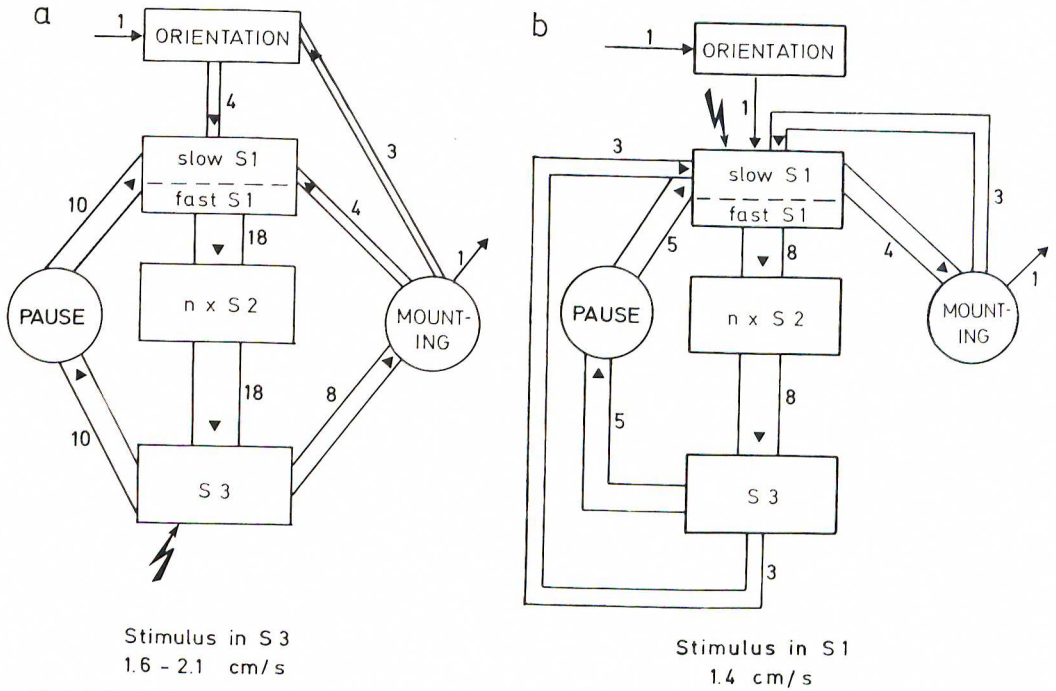 a
1
ORIENTATION
4
3
slow S1
fast S1
10
4
18
1
PAUSE
n x S2
MOUNT-
ING
18
8
10
S 3
Stimulus in S 3
1.6 - 2.1 cm/s
b
1
ORIENTATION
1
3
slow S1
fast S1
3
5
8
4
1
PAUSE
n x S2
MOUNT-
ING
8
5
S 3
3
Stimulus in S1
1.4 cm/s